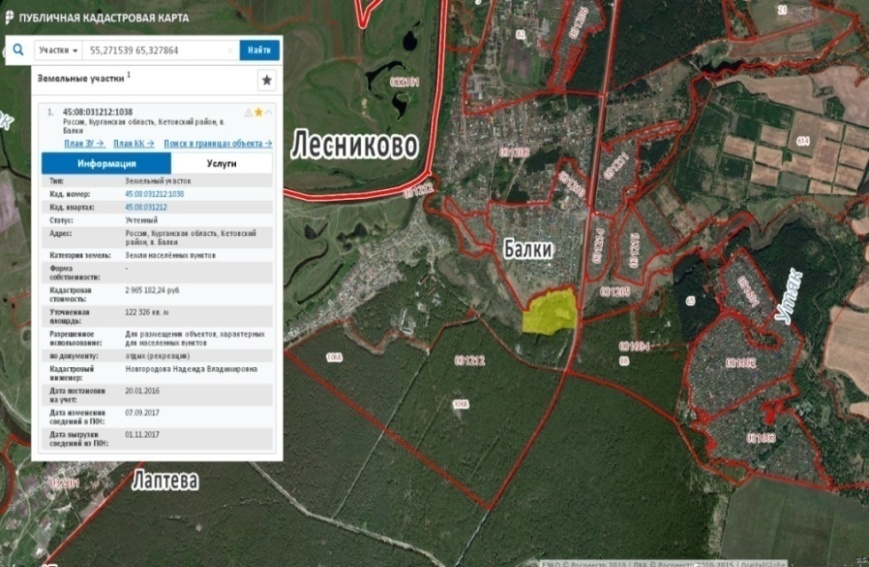 ПУБЛИЧНАЯ КАДАСТРОВАЯ КАРТА
Участки 55,271539 65,327864 Найти
Земельные участки 1
1. 45:08:031212:1038
Россия, Курганская область, Кетовский район, п.
Балки
План ЗУ → План КК → Поиск в границах объекта →
Информация Услуги
Тип: Земельный участок
Кад. номер: 45:08:031212:1038
Кад. квартал: 45:08:031212
Статус: Учтенный
Адрес: Россия, Курганская область, Кетовский
район, п. Балки
Категория земель: Земли населённых пунктов
Форма
собственности: -
Кадастровая
стоимость: 2 965 182,24 руб.
Уточненная
площадь: 122 326 кв. м
Разрешенное
использование: Для размещения объектов, характерных
для населенных пунктов
по документу: отдых (рекреация)
Кадастровый
инженер: Новгородова Надежда Владимировна
Дата постановки
на учет: 20.01.2016
Дата изменения
сведений в ГКН: 07.09.2017
Дата выгрузки
сведений из ГКН: 01.11.2017
Лесниково
Балки
Утяк
Лаптева
031212
031602
031603